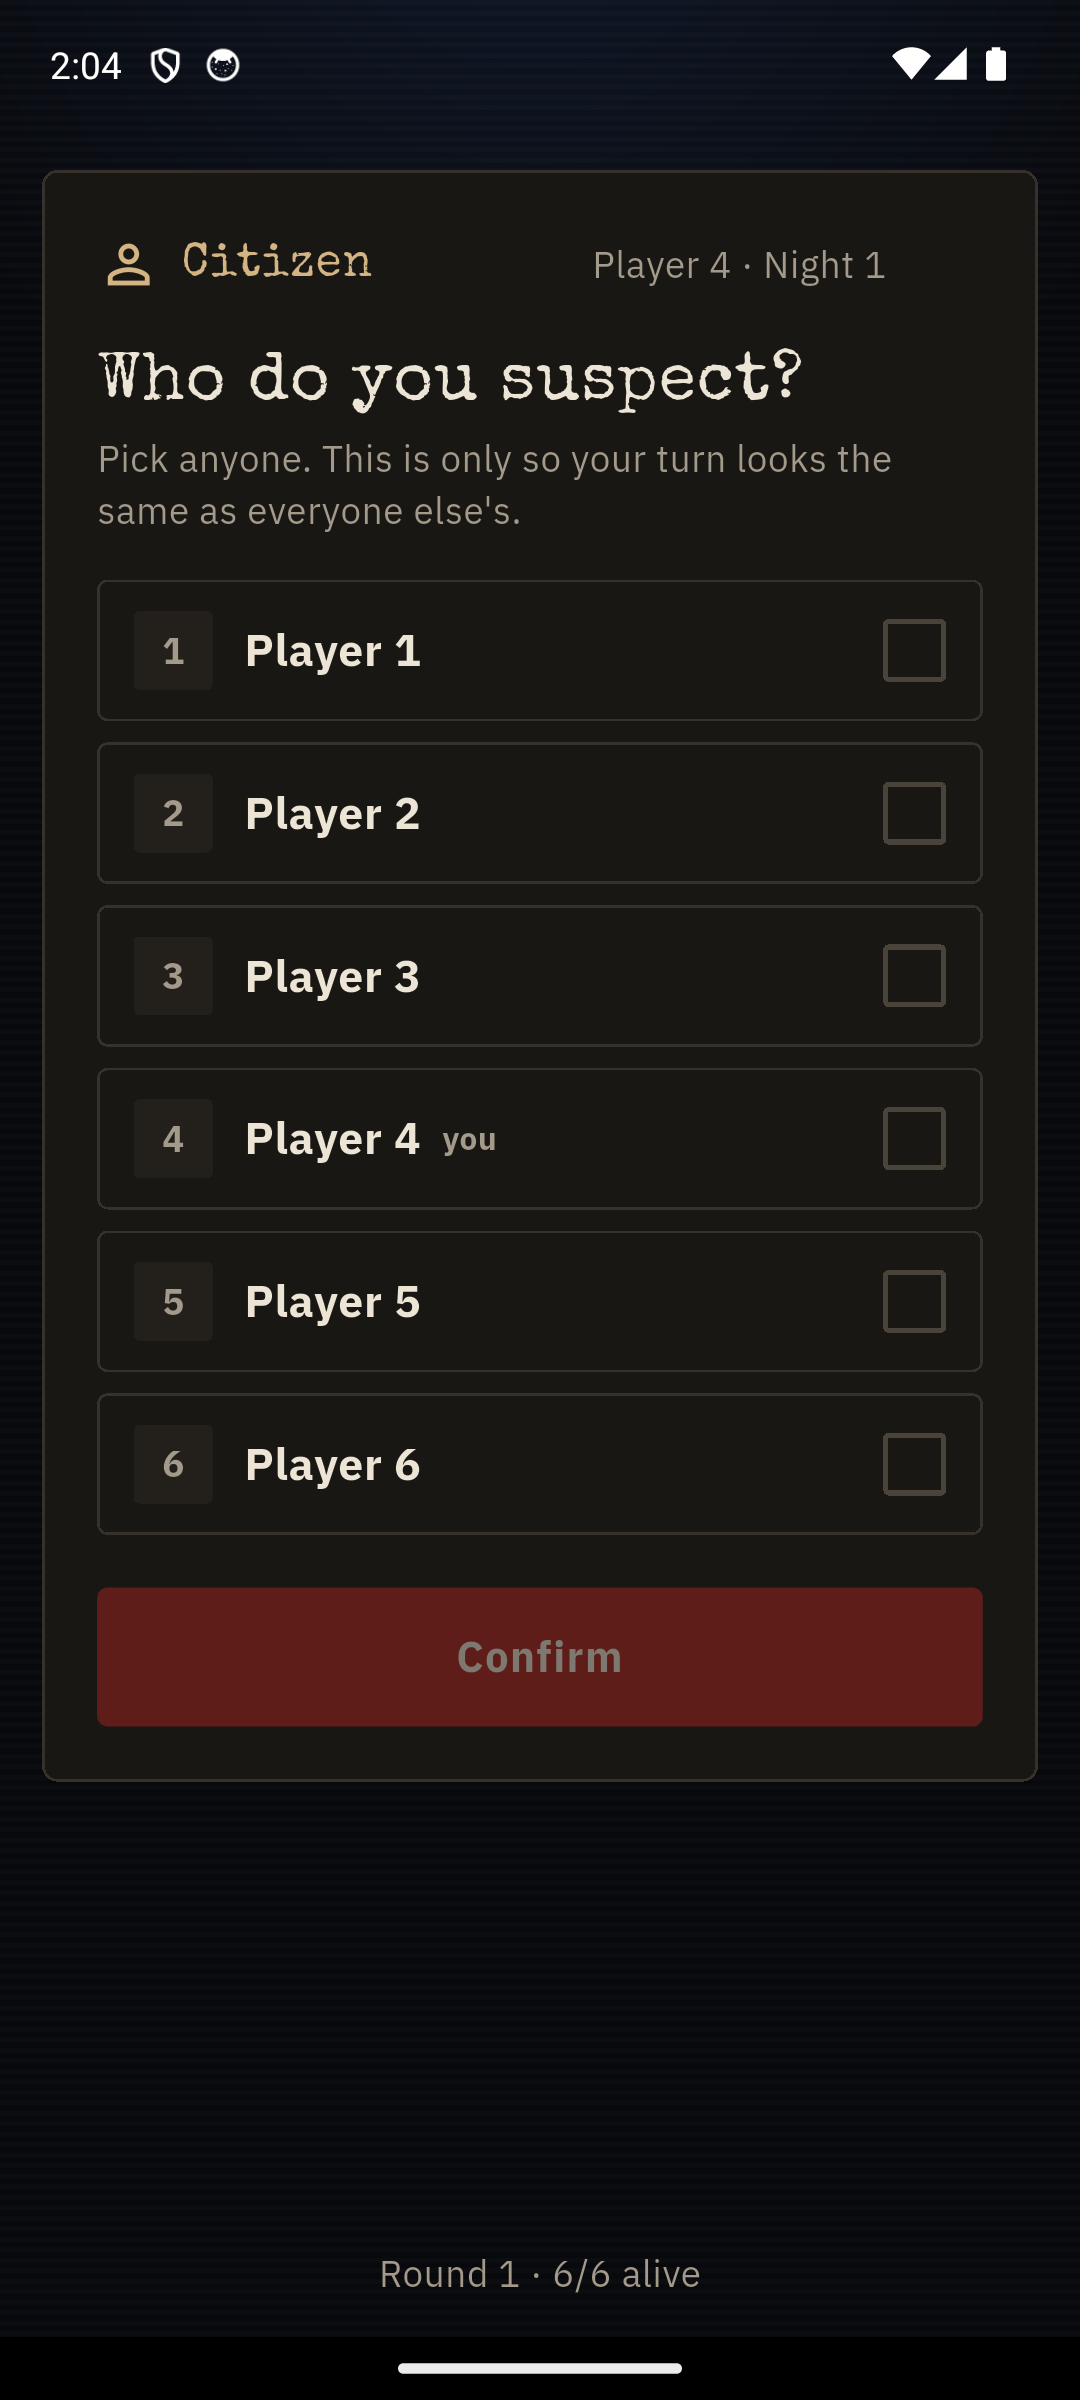 2:04
Citizen
Player 4 · Night 1
Who do you suspect?
Pick anyone. This is only so your turn looks the
same as everyone else's.
1 Player 1
2 Player 2
3 Player 3
4 Player 4 you
5 Player 5
6 Player 6
Confirm
Round 1 · 6/6 alive